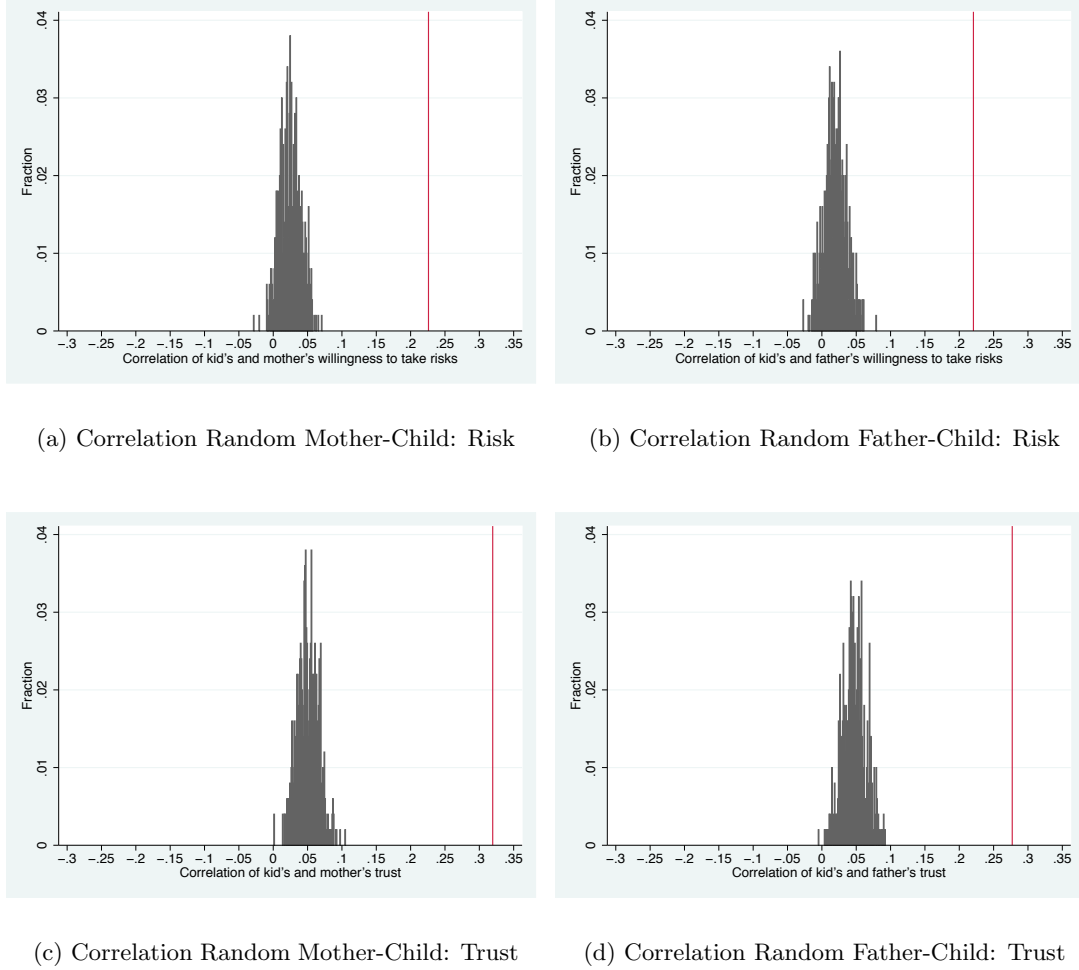 .04
.03
.02
.01
0
Fraction
−.3 −.25 −.2 −.15 −.1 −.05 0 .05 .1 .15 .2 .25 .3 .35
Correlation of kid's and mother's willingness to take risks
(a) Correlation Random Mother-Child: Risk
.04
.03
.02
.01
0
Fraction
−.3 −.25 −.2 −.15 −.1 −.05 0 .05 .1 .15 .2 .25 .3 .35
Correlation of kid's and father's willingness to take risks
(b) Correlation Random Father-Child: Risk
.04
.03
.02
.01
0
Fraction
−.3 −.25 −.2 −.15 −.1 −.05 0 .05 .1 .15 .2 .25 .3 .35
Correlation of kid's and mother's trust
(c) Correlation Random Mother-Child: Trust
.04
.03
.02
.01
0
Fraction
−.3 −.25 −.2 −.15 −.1 −.05 0 .05 .1 .15 .2 .25 .3 .35
Correlation of kid's and father's trust
(d) Correlation Random Father-Child: Trust